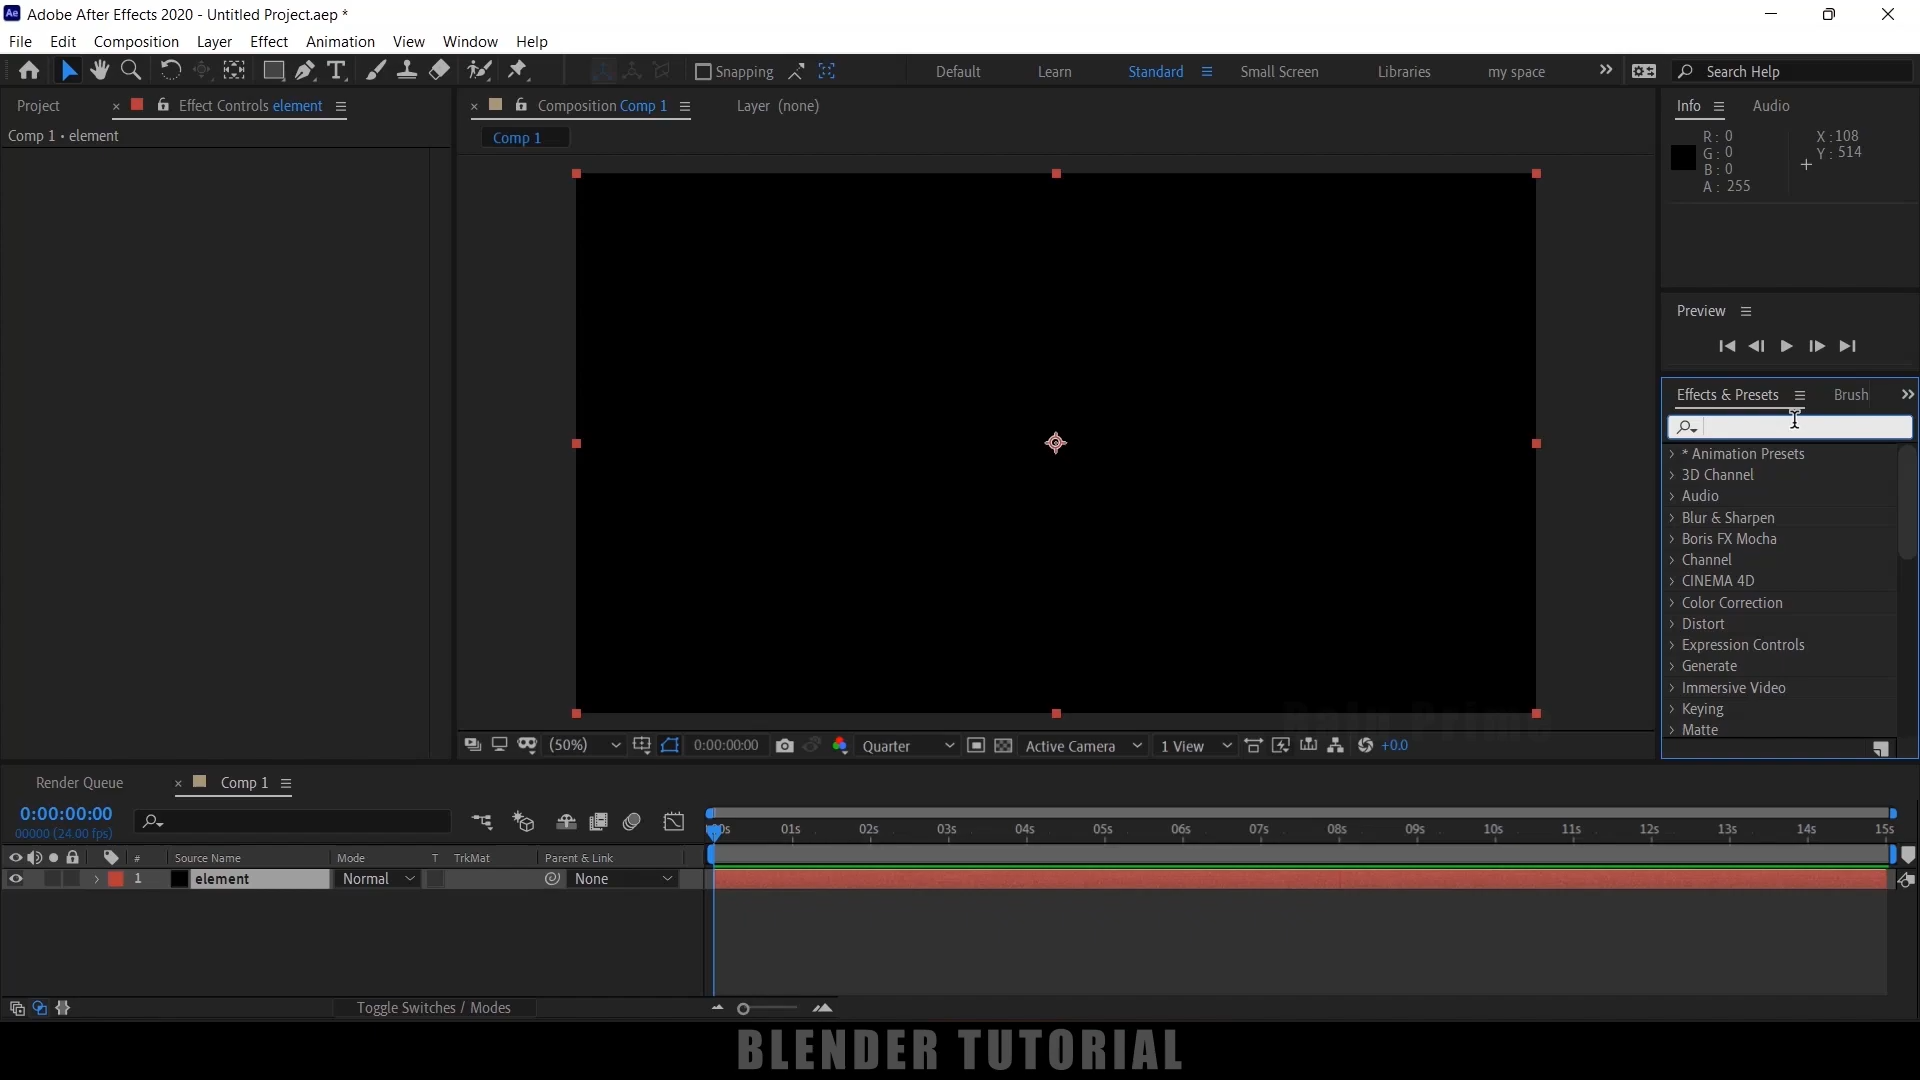 Ae Adobe After Effects 2020 - Untitled Project.aep *
File Edit Composition Layer Effect Animation View Window Help
Snapping Default Learn Standard Small Screen Libraries my space Search Help
Project Effect Controls element
Composition Comp 1 Layer (none)
Info Audio
Comp 1 • element
Comp 1
R: 0
G: 0
B: 0
A: 255
X: 108
Y: 514
Preview
Effects & Presets Brush
* Animation Presets
3D Channel
Audio
Blur & Sharpen
Boris FX Mocha
Channel
CINEMA 4D
Color Correction
Distort
Expression Controls
Generate
Immersive Video
Keying
Matte
(50%) 0:00:00:00 Quarter Active Camera 1 View +0.0
Render Queue Comp 1
0:00:00:00
00000 (24.00 fps)
01s 02s 03s 04s 05s 06s 07s 08s 09s 10s 11s 12s 13s 14s 15s
# Source Name Mode T TrkMat Parent & Link
1 element Normal None
Toggle Switches / Modes
BLENDER TUTORIAL